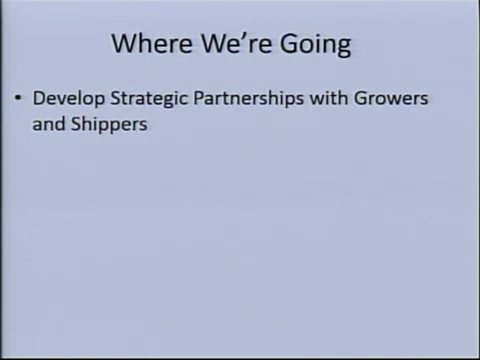 Where We're Going
• Develop Strategic Partnerships with Growers
and Shippers